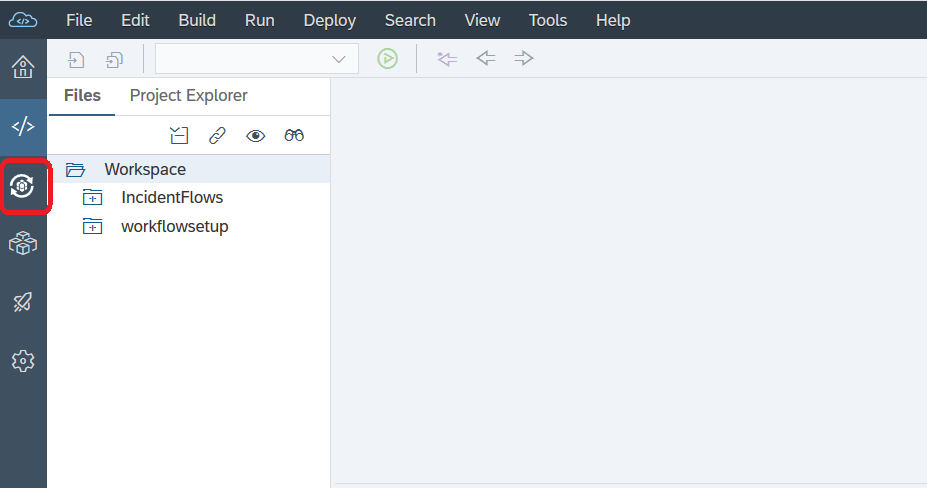 File Edit Build Run Deploy Search View Tools Help
Files Project Explorer
Workspace
IncidentFlows
workflowsetup